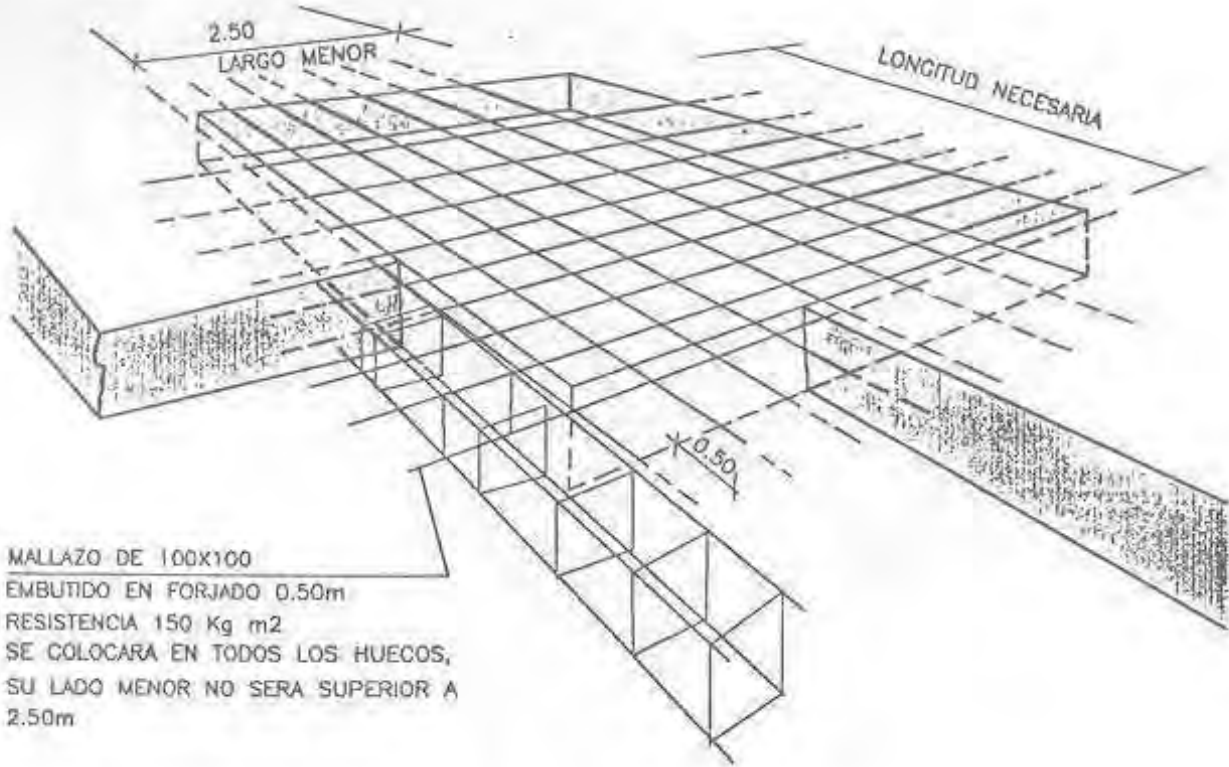 2.50
LARGO MENOR
LONGITUD NECESARIA
0.50
MALLAZO DE 100X100
EMBUTIDO EN FORJADO 0.50m
RESISTENCIA 150 Kg m2
SE COLOCARA EN TODOS LOS HUECOS,
SU LADO MENOR NO SERA SUPERIOR A
2.50m